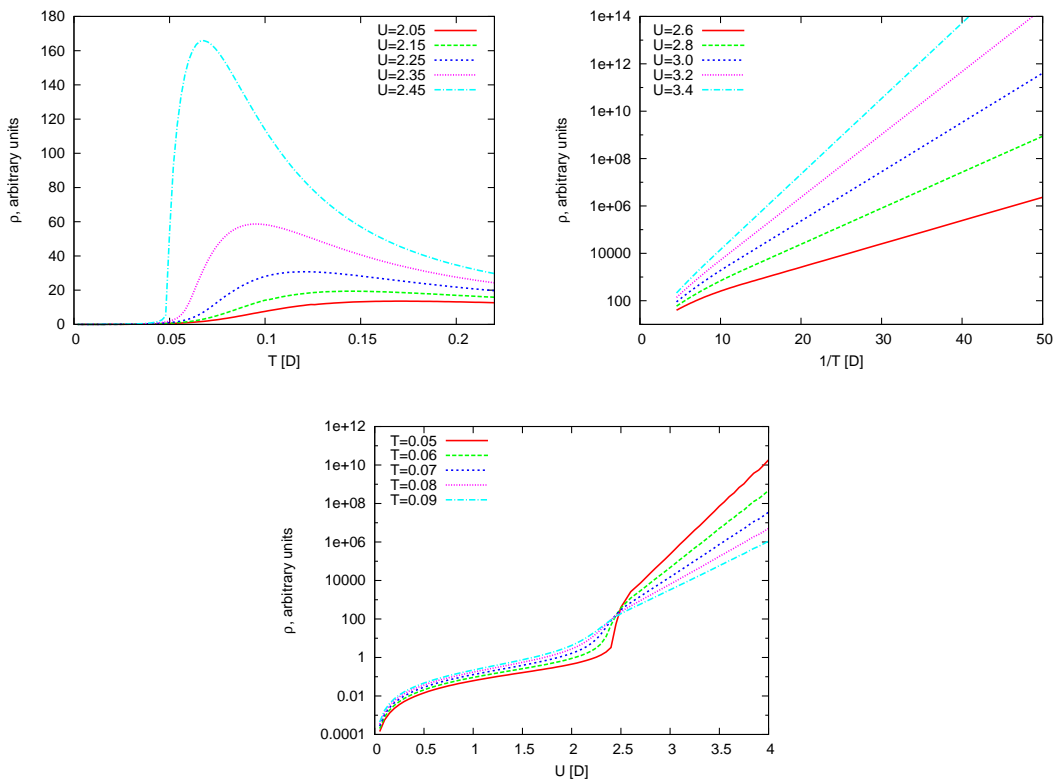 ρ, arbitrary units
180
160
140
120
100
80
60
40
20
0
U=2.05
U=2.15
U=2.25
U=2.35
U=2.45
0
0.05
0.1
0.15
0.2
T [D]
ρ, arbitrary units
1e+14
1e+12
1e+10
1e+08
1e+06
10000
100
U=2.6
U=2.8
U=3.0
U=3.2
U=3.4
0
10
20
30
40
50
1/T [D]
ρ, arbitrary units
1e+12
1e+10
1e+08
1e+06
10000
100
1
0.01
0.0001
T=0.05
T=0.06
T=0.07
T=0.08
T=0.09
0
0.5
1
1.5
2
2.5
3
3.5
4
U [D]